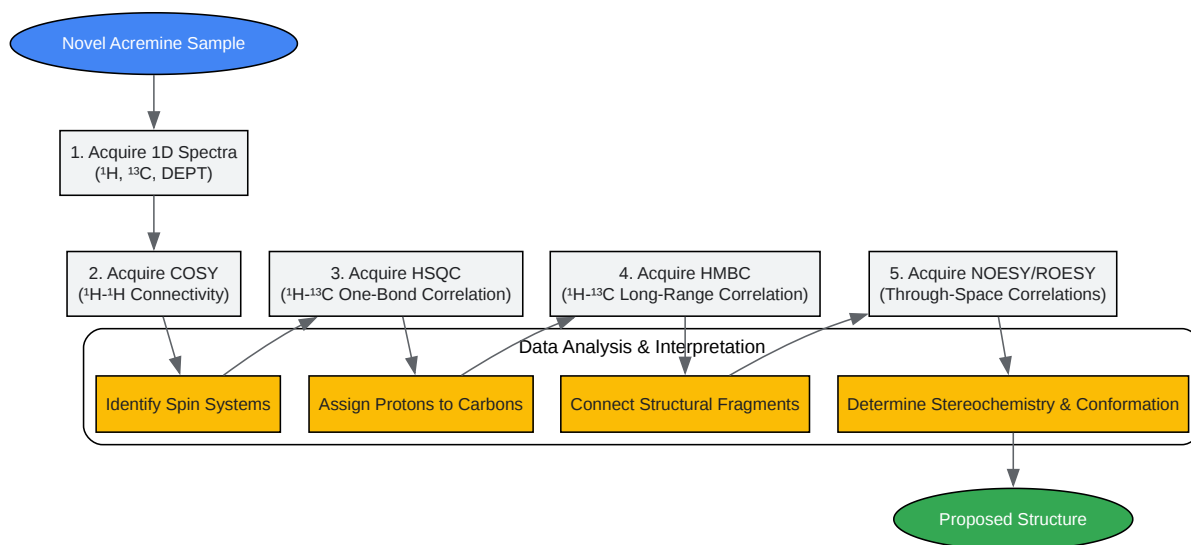 Novel Acremine Sample
1. Acquire 1D Spectra
(¹H, ¹³C, DEPT)
2. Acquire COSY
(¹H-¹H Connectivity)
3. Acquire HSQC
(¹H-¹³C One-Bond Correlation)
4. Acquire HMBC
(¹H-¹³C Long-Range Correlation)
5. Acquire NOESY/ROESY
(Through-Space Correlations)
Data Analysis & Interpretation
Identify Spin Systems
Assign Protons to Carbons
Connect Structural Fragments
Determine Stereochemistry & Conformation
Proposed Structure